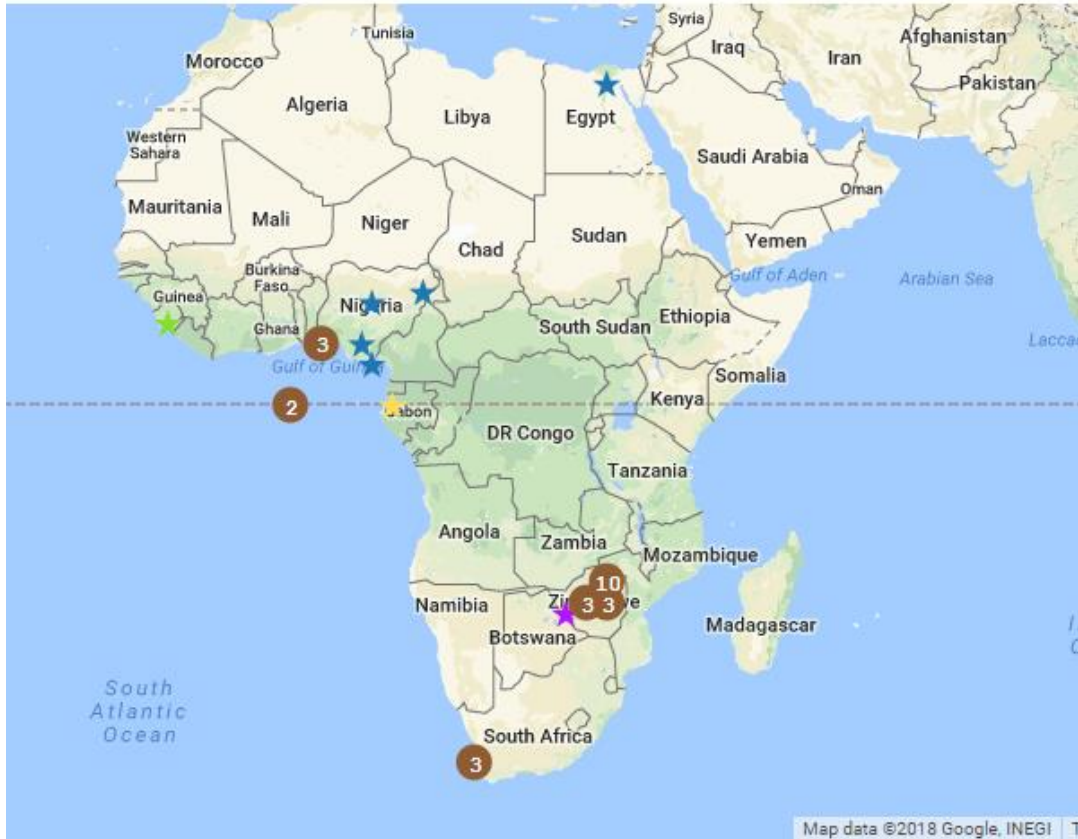 Syria
Afghanistan
Tunisia
Iraq
Iran
Morocco
Pakistan
Algeria
Libya
Egypt
Western
Sahara
Saudi Arabia
Oman
Mauritania
Mali
Niger
Sudan
Chad
Yemen
Burkina
Faso
Gulf of Aden
Arabian Sea
Guinea
Nigeria
Ethiopia
Ghana
South Sudan
3
Gulf of Guinea
Somalia
Kenya
2
Gabon
DR Congo
Tanzania
Angola
Zambia
Mozambique
10
3
3
Zimbabwe
Namibia
Madagascar
Botswana
South
Atlantic
Ocean
South Africa
3
Map data ©2018 Google, INEGI